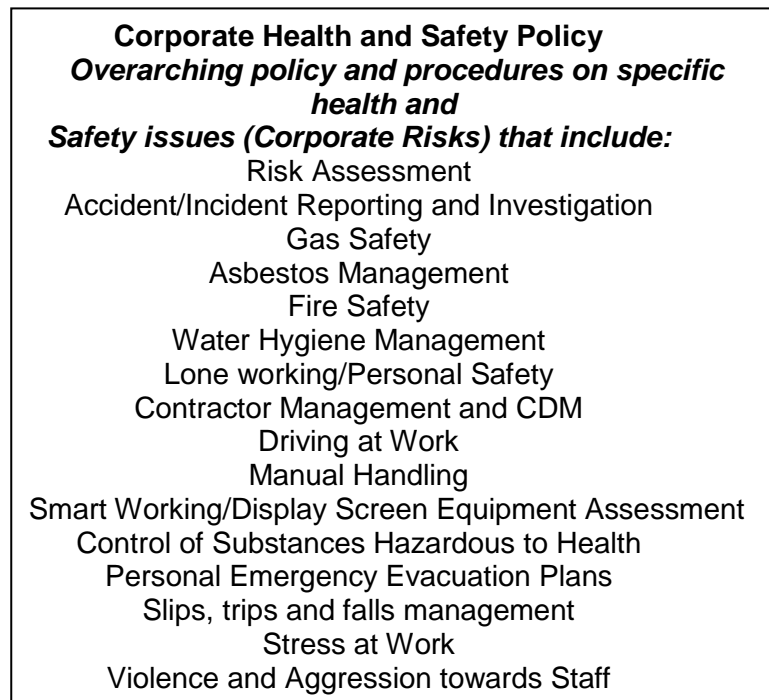 Corporate Health and Safety Policy
Overarching policy and procedures on specific
health and
Safety issues (Corporate Risks) that include:
Risk Assessment
Accident/Incident Reporting and Investigation
Gas Safety
Asbestos Management
Fire Safety
Water Hygiene Management
Lone working/Personal Safety
Contractor Management and CDM
Driving at Work
Manual Handling
Smart Working/Display Screen Equipment Assessment
Control of Substances Hazardous to Health
Personal Emergency Evacuation Plans
Slips, trips and falls management
Stress at Work
Violence and Aggression towards Staff